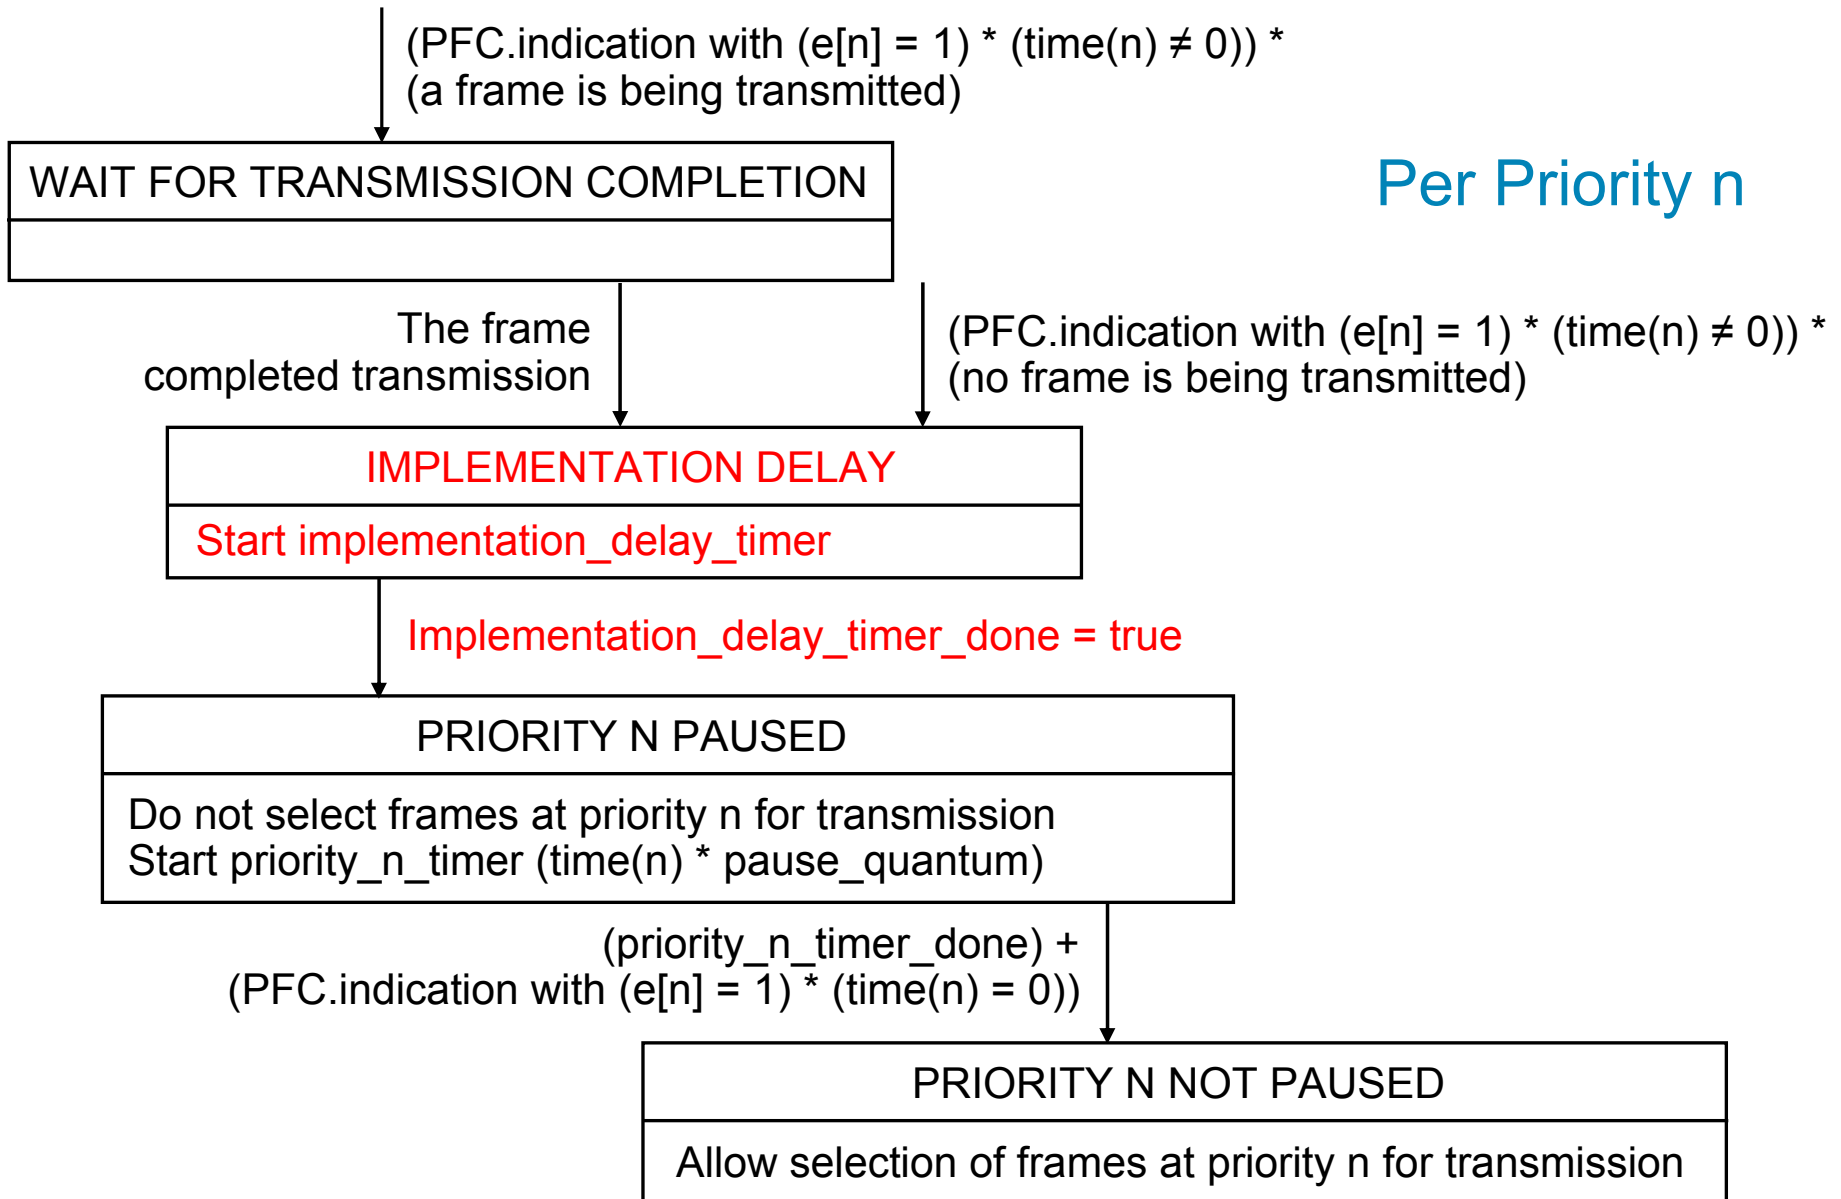 (PFC.indication with (e[n] = 1) * (time(n) ≠ 0)) *
(a frame is being transmitted)
WAIT FOR TRANSMISSION COMPLETION
Per Priority n
The frame
completed transmission
(PFC.indication with (e[n] = 1) * (time(n) ≠ 0)) *
(no frame is being transmitted)
IMPLEMENTATION DELAY
Start implementation_delay_timer
Implementation_delay_timer_done = true
PRIORITY N PAUSED
Do not select frames at priority n for transmission
Start priority_n_timer (time(n) * pause_quantum)
(priority_n_timer_done) +
(PFC.indication with (e[n] = 1) * (time(n) = 0))
PRIORITY N NOT PAUSED
Allow selection of frames at priority n for transmission